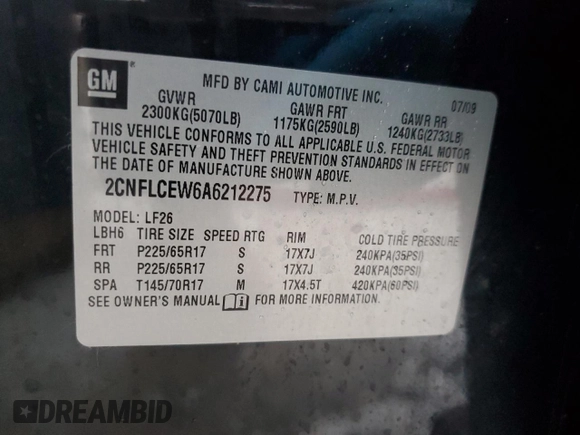 GM
MFD BY CAMI AUTOMOTIVE INC. 07/09
GVWR GAWR FRT GAWR RR
2300KG(5070LB) 1175KG(2590LB) 1240KG(2733LB)
THIS VEHICLE CONFORMS TO ALL APPLICABLE U.S. FEDERAL MOTOR
VEHICLE SAFETY AND THEFT PREVENTION STANDARDS IN EFFECT ON
THE DATE OF MANUFACTURE SHOWN ABOVE.
2CNFLCEW6A6212275 TYPE: M.P.V.
MODEL: LF26
LBH6 TIRE SIZE SPEED RTG RIM COLD TIRE PRESSURE
FRT P225/65R17 S 17X7J 240KPA(35PSI)
RR P225/65R17 S 17X7J 240KPA(35PSI)
SPA T145/70R17 M 17X4.5T 420KPA(60PSI)
SEE OWNER'S MANUAL FOR MORE INFORMATION.
DREAMBID